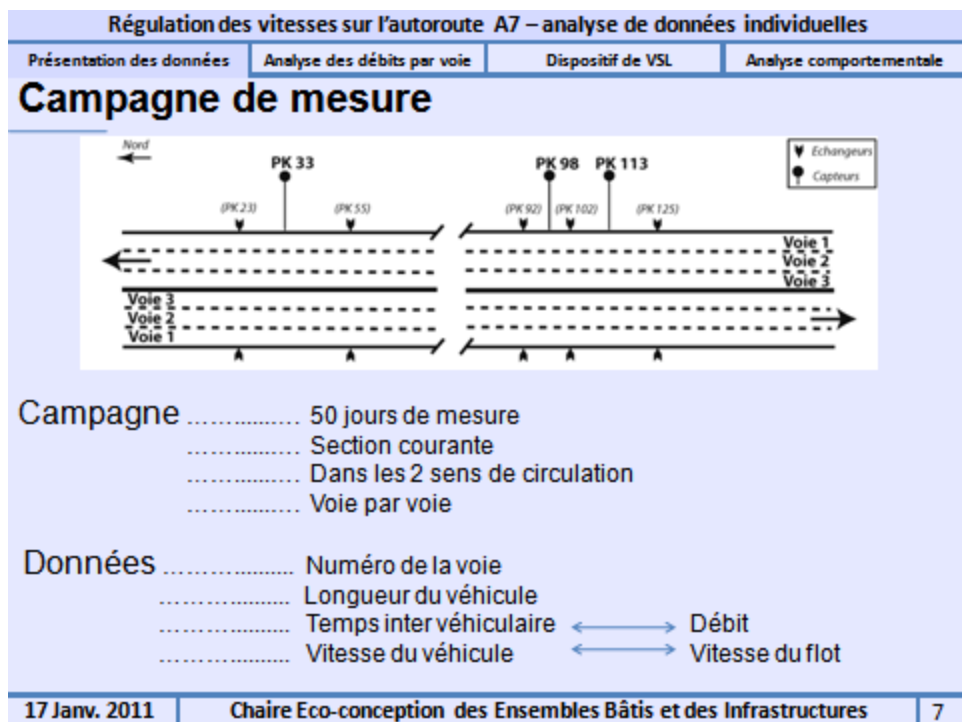 Régulation des vitesses sur l'autoroute A7 – analyse de données individuelles
Présentation des données
Analyse des débits par voie
Dispositif de VSL
Analyse comportementale
Campagne de mesure
Nord
PK 33
PK 98
PK 113
Echangeurs
Capteurs
(PK 23)
(PK 55)
(PK 92)
(PK 102)
(PK 125)
Voie 1
Voie 2
Voie 3
Voie 3
Voie 2
Voie 1
Campagne ................ 50 jours de mesure
................ Section courante
................ Dans les 2 sens de circulation
................ Voie par voie
Données ................... Numéro de la voie
................... Longueur du véhicule
................... Temps inter véhiculaire Débit
................... Vitesse du véhicule Vitesse du flot
17 Janv. 2011
Chaire Eco-conception des Ensembles Bâtis et des Infrastructures
7